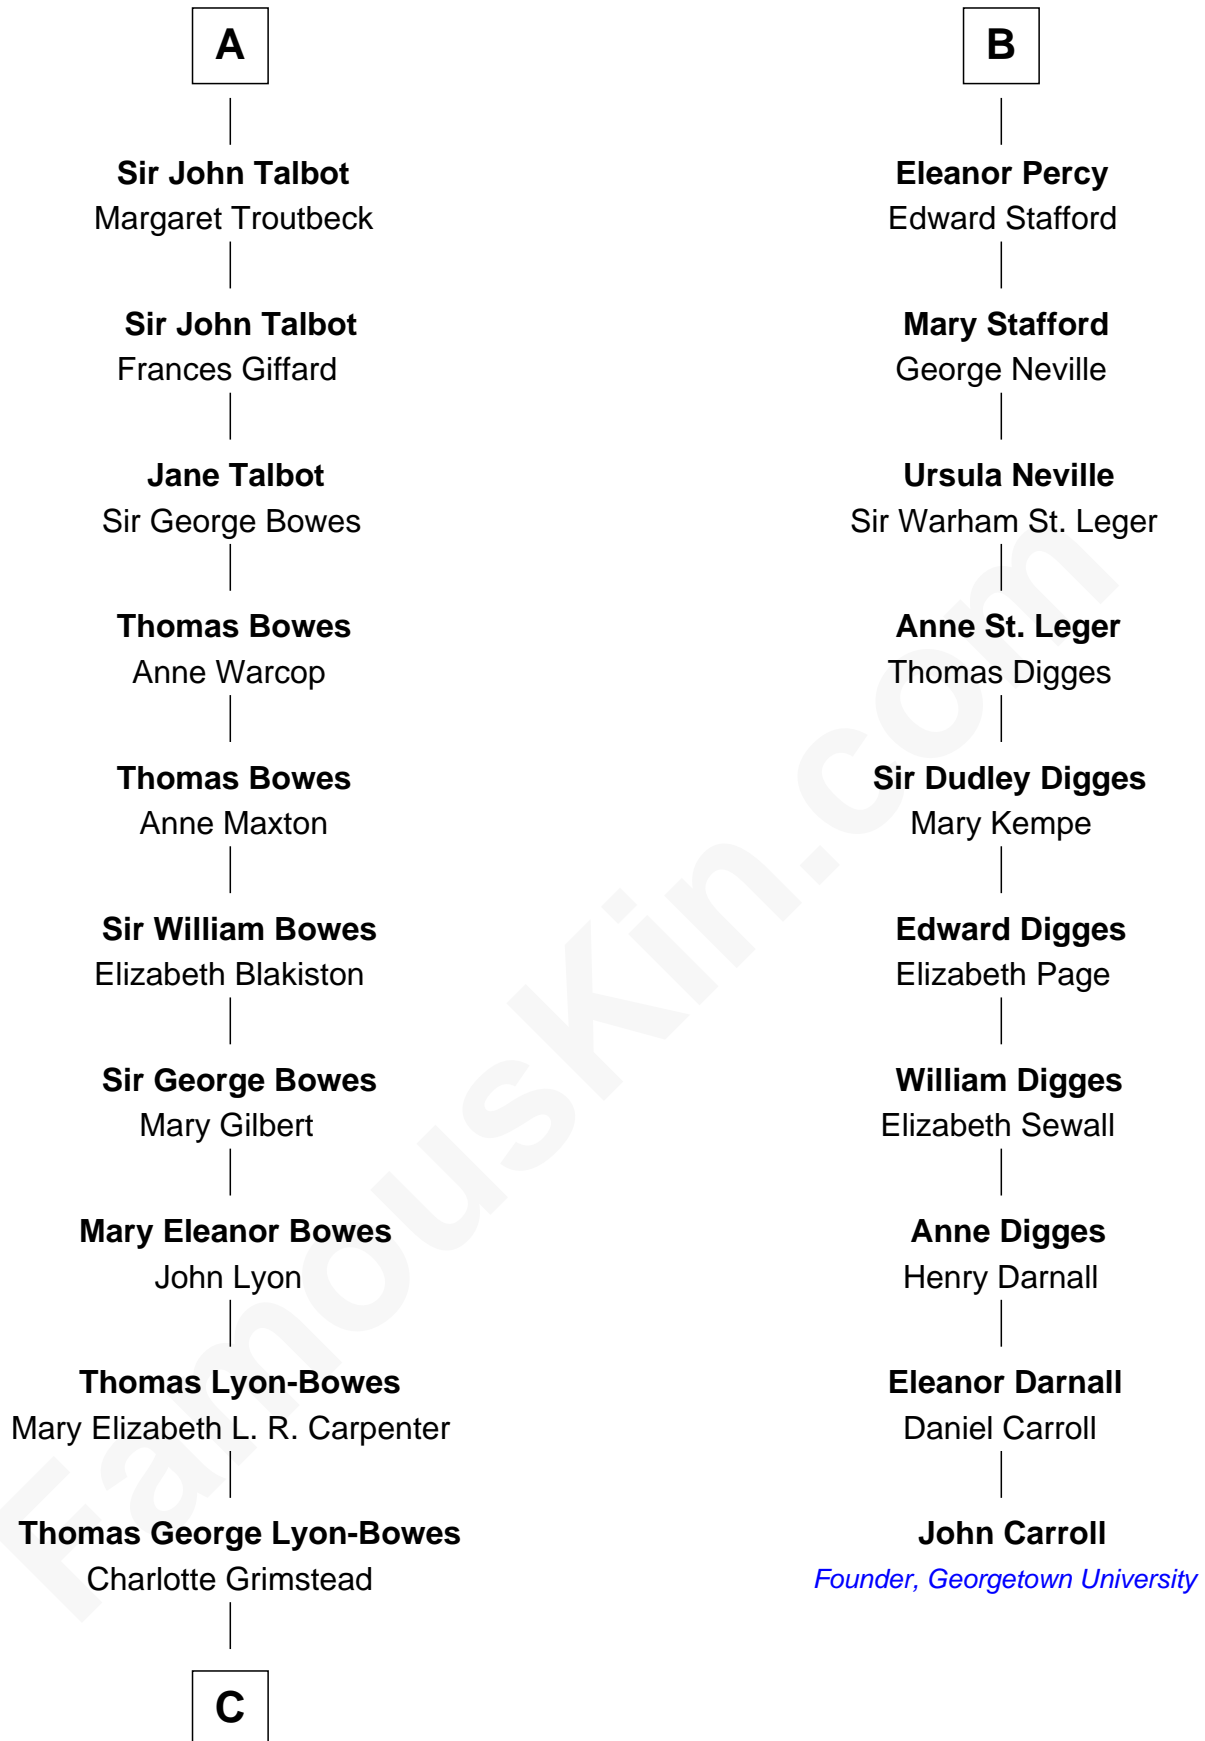 A
Sir John Talbot
Margaret Troutbeck
Sir John Talbot
Frances Giffard
Jane Talbot
Sir George Bowes
Thomas Bowes
Anne Warcop
Thomas Bowes
Anne Maxton
Sir William Bowes
Elizabeth Blakiston
Sir George Bowes
Mary Gilbert
Mary Eleanor Bowes
John Lyon
Thomas Lyon-Bowes
Mary Elizabeth L. R. Carpenter
Thomas George Lyon-Bowes
Charlotte Grimstead
C
B
Eleanor Percy
Edward Stafford
Mary Stafford
George Neville
Ursula Neville
Sir Warham St. Leger
Anne St. Leger
Thomas Digges
Sir Dudley Digges
Mary Kempe
Edward Digges
Elizabeth Page
William Digges
Elizabeth Sewall
Anne Digges
Henry Darnall
Eleanor Darnall
Daniel Carroll
John Carroll
Founder, Georgetown University
FamousKin.com